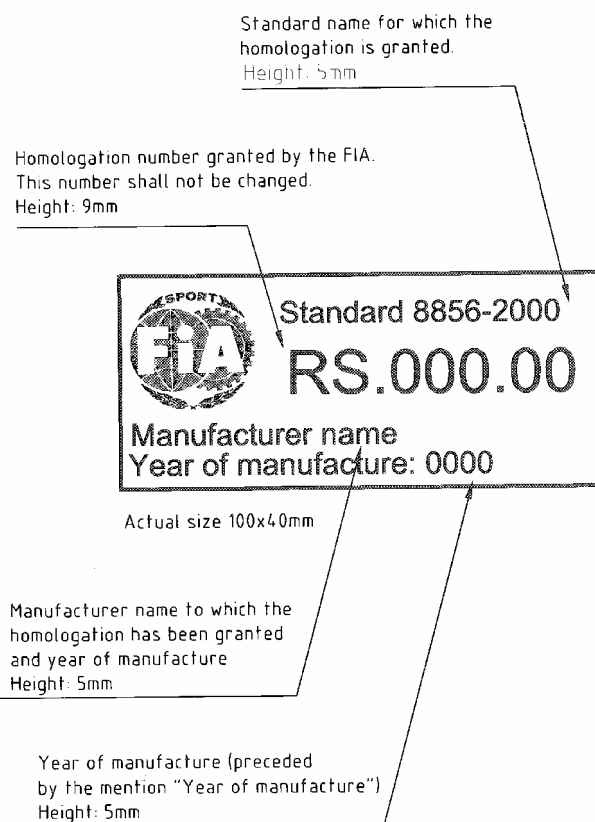 Standard name for which the
homologation is granted.
Height: 5mm
Homologation number granted by the FIA.
This number shall not be changed.
Height: 9mm
SPORT
FIA
Standard 8856-2000
RS.000.00
Manufacturer name
Year of manufacture: 0000
Actual size 100x40mm
Manufacturer name to which the
homologation has been granted
and year of manufacture
Height: 5mm
Year of manufacture (preceded
by the mention "Year of manufacture")
Height: 5mm